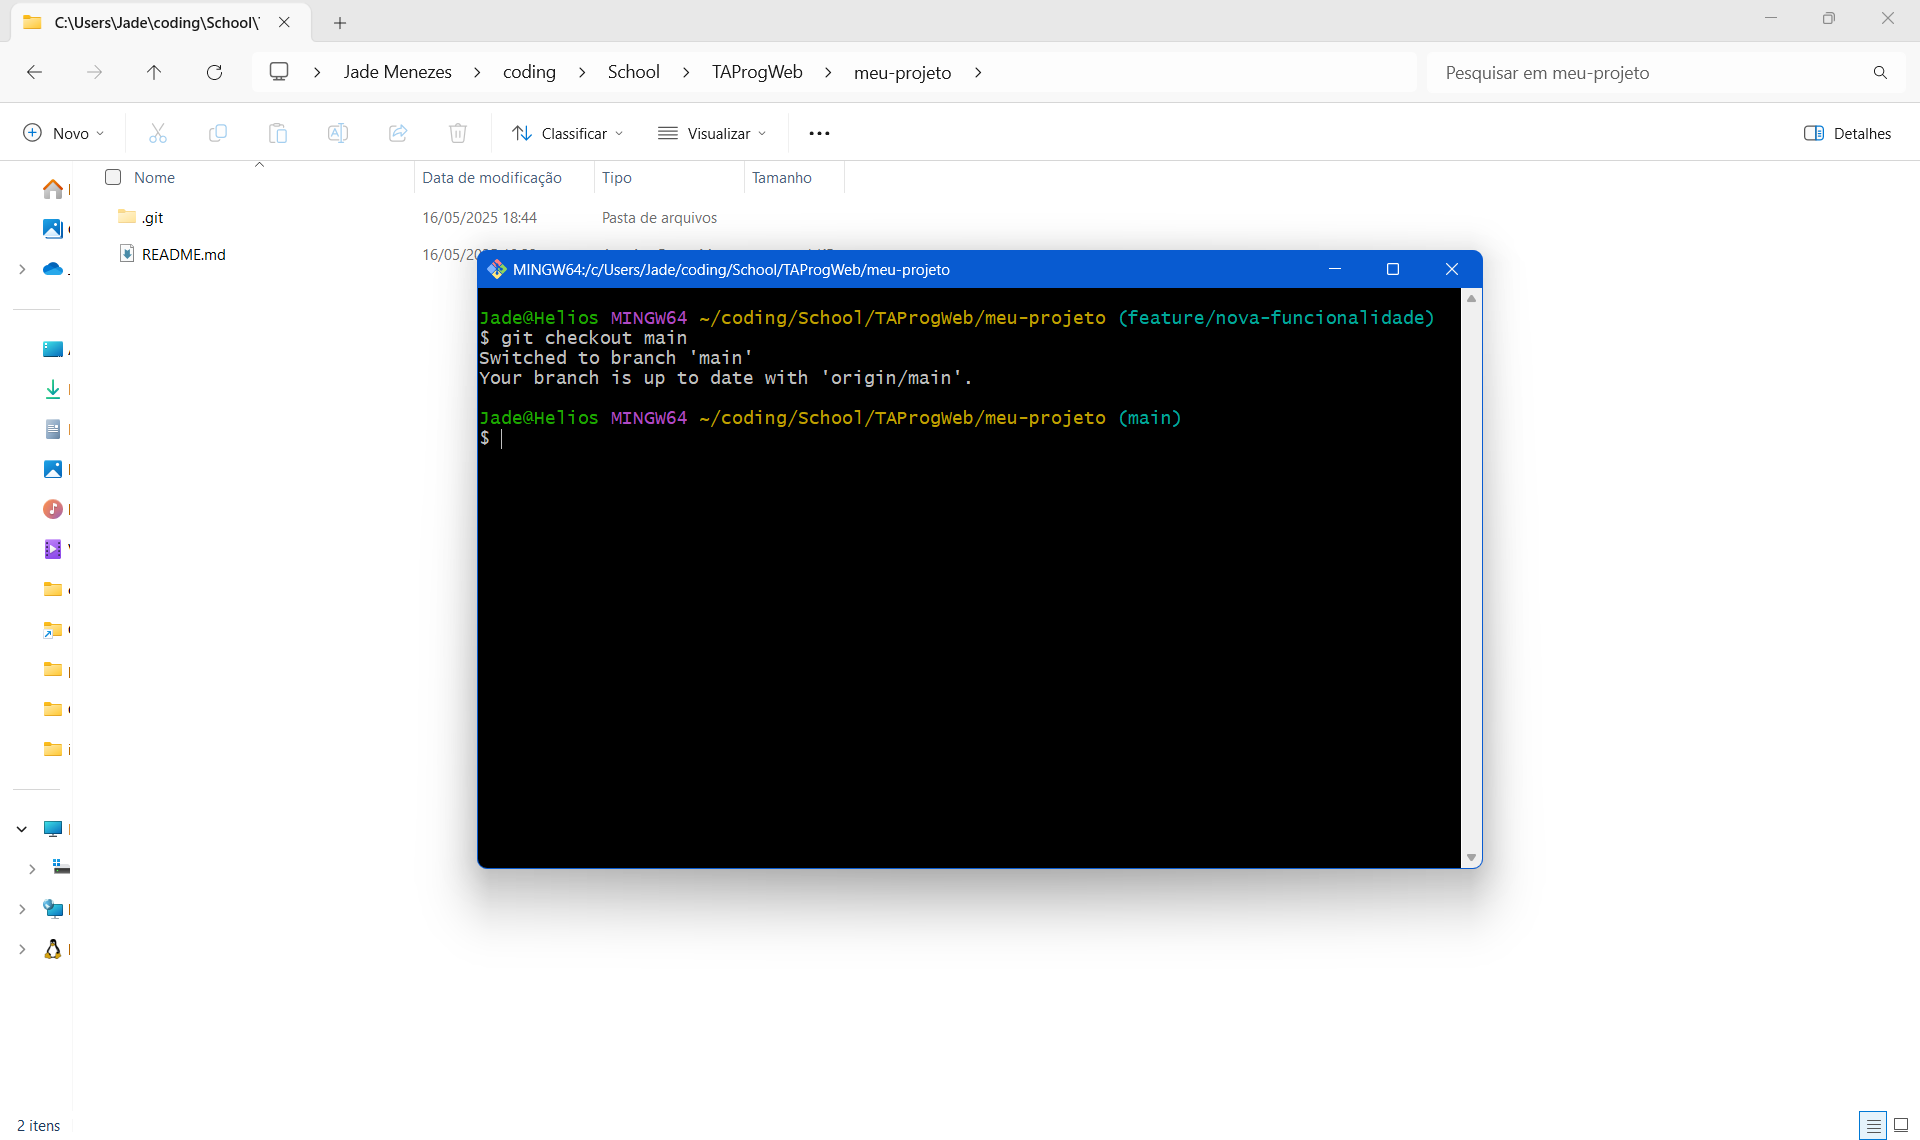 C:\Users\Jade\coding\School\
Jade Menezes
coding
School
TAProgWeb
meu-projeto
Pesquisar em meu-projeto
Novo
Classificar
Visualizar
Detalhes
Nome
Data de modificação
Tipo
Tamanho
.git
16/05/2025 18:44
Pasta de arquivos
README.md
16/05/20
MINGW64:/c/Users/Jade/coding/School/TAProgWeb/meu-projeto
Jade@Helios MINGW64 ~/coding/School/TAProgWeb/meu-projeto (feature/nova-funcionalidade)
$ git checkout main
Switched to branch 'main'
Your branch is up to date with 'origin/main'.
Jade@Helios MINGW64 ~/coding/School/TAProgWeb/meu-projeto (main)
$
2 itens